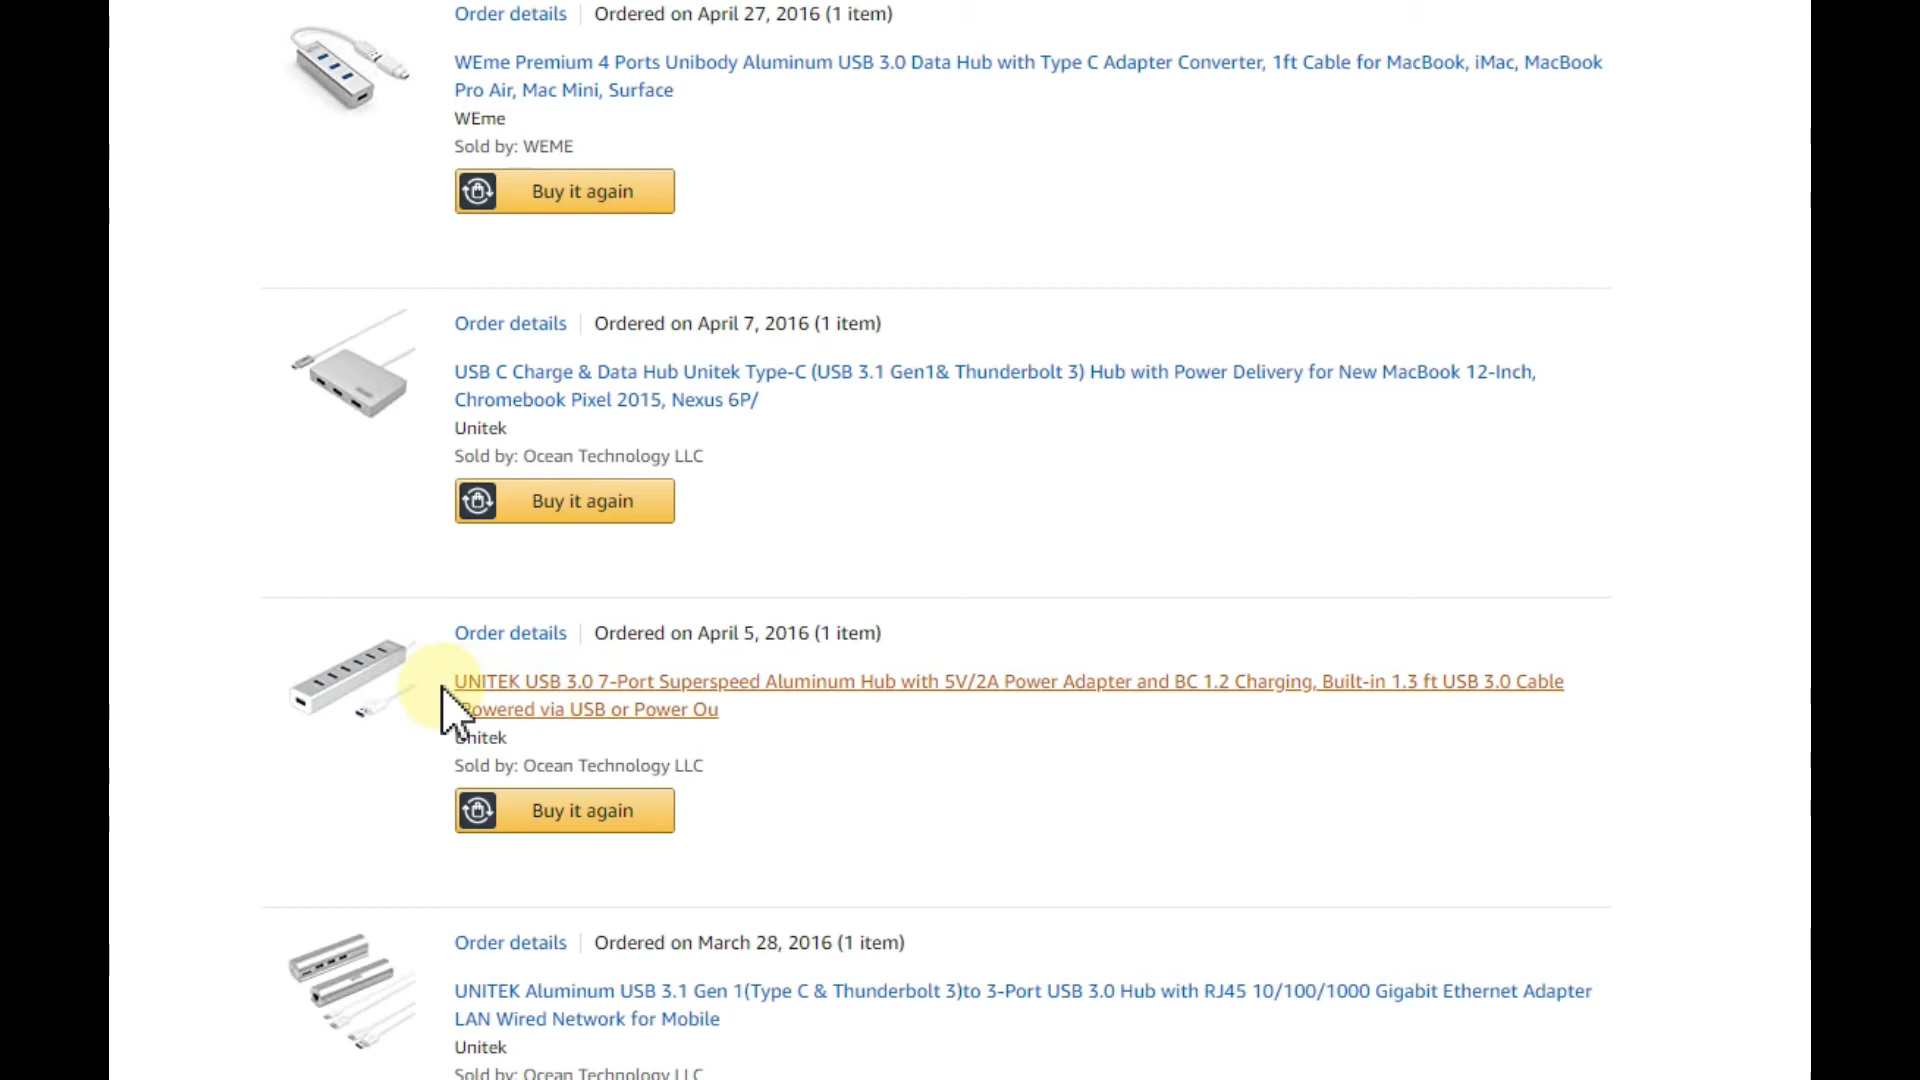 Order details Ordered on April 27, 2016 (1 item)
WEme Premium 4 Ports Unibody Aluminum USB 3.0 Data Hub with Type C Adapter Converter, 1ft Cable for MacBook, iMac, MacBook
Pro Air, Mac Mini, Surface
WEme
Sold by: WEME
Buy it again
Order details Ordered on April 7, 2016 (1 item)
USB C Charge & Data Hub Unitek Type-C (USB 3.1 Gen1& Thunderbolt 3) Hub with Power Delivery for New MacBook 12-Inch,
Chromebook Pixel 2015, Nexus 6P/
Unitek
Sold by: Ocean Technology LLC
Buy it again
Order details Ordered on April 5, 2016 (1 item)
UNITEK USB 3.0 7-Port Superspeed Aluminum Hub with 5V/2A Power Adapter and BC 1.2 Charging, Built-in 1.3 ft USB 3.0 Cable
Powered via USB or Power Ou
Unitek
Sold by: Ocean Technology LLC
Buy it again
Order details Ordered on March 28, 2016 (1 item)
UNITEK Aluminum USB 3.1 Gen 1(Type C & Thunderbolt 3)to 3-Port USB 3.0 Hub with RJ45 10/100/1000 Gigabit Ethernet Adapter
LAN Wired Network for Mobile
Unitek
Sold by: Ocean Technology LLC